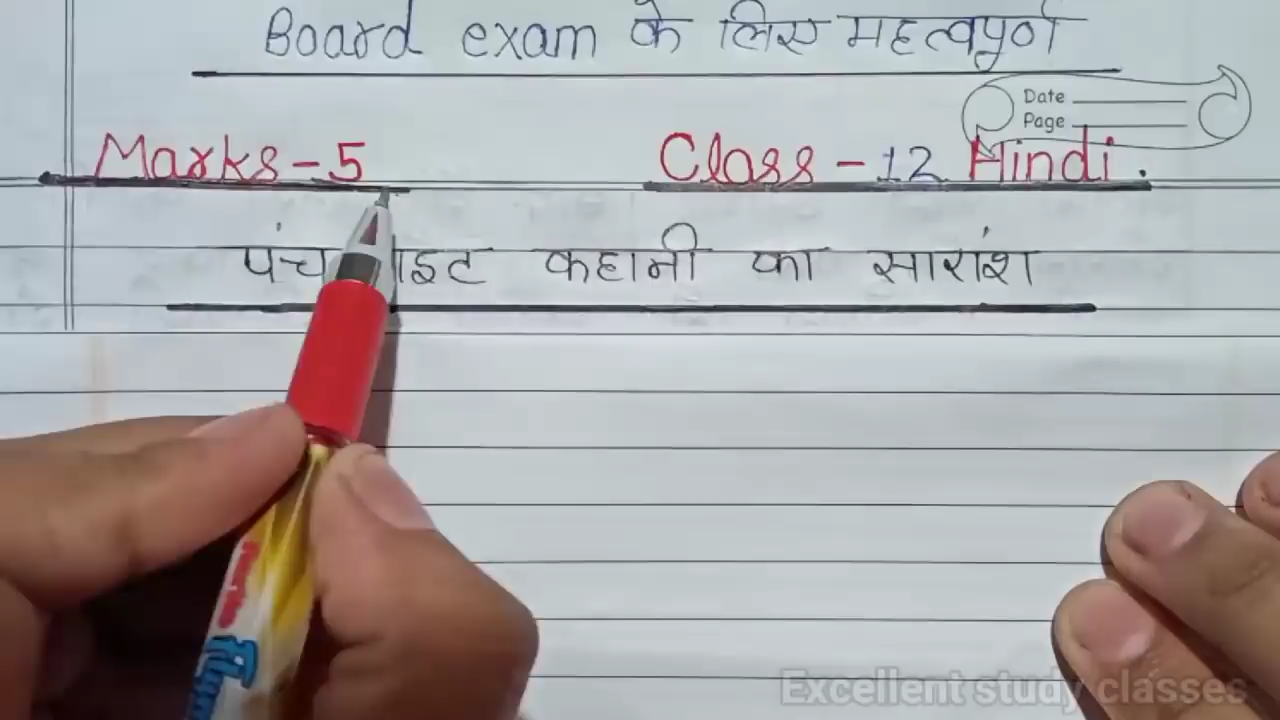 Board exam के लिए महत्वपूर्ण
Date
Page
Marks-5
Class - 12 Hindi.
कहानी का सारांश
Excellent study classes